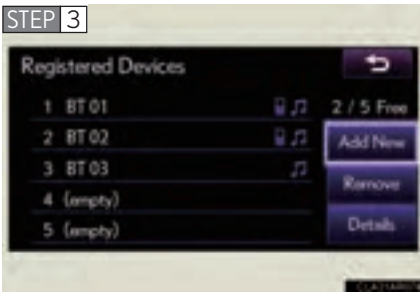 STEP 3
Registered Devices
1 BT 01
2 / 5 Free
2 BT 02
Add New
3 BT 03
Remove
4 (empty)
5 (empty)
Details